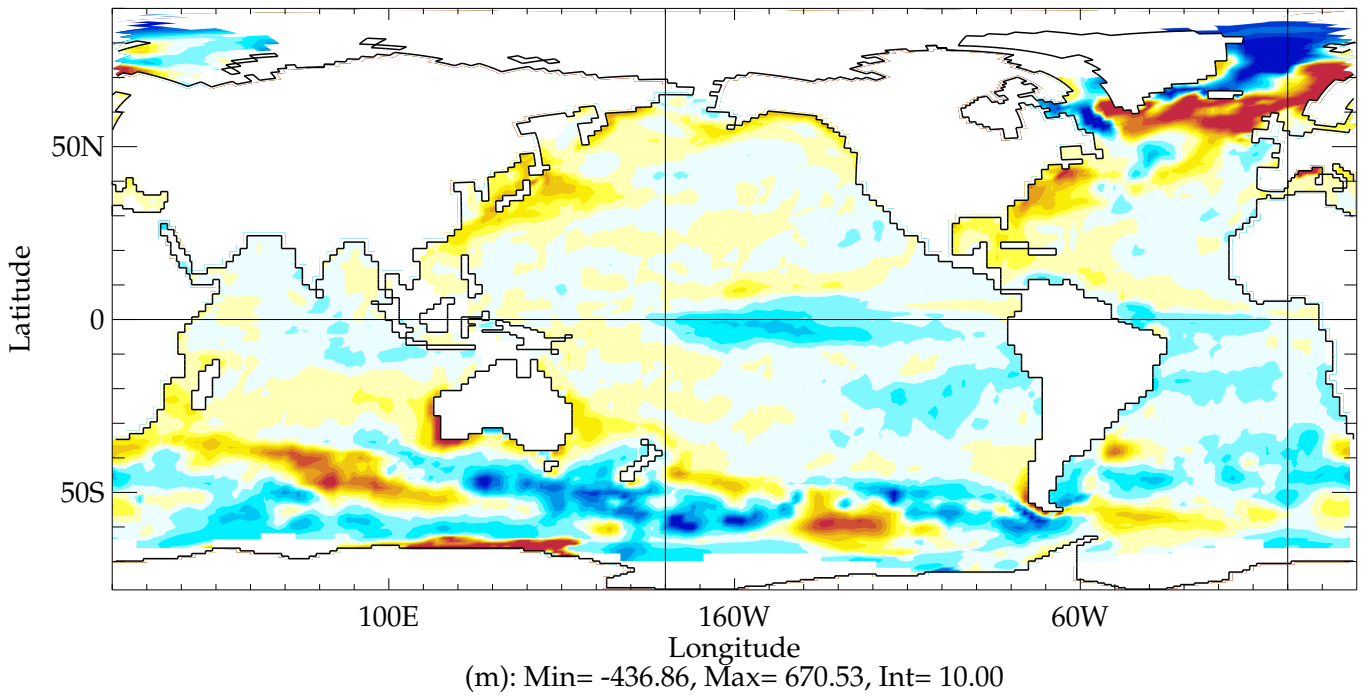 Latitude
50N
0
50S
100E
160W
60W
Longitude
(m): Min= -436.86, Max= 670.53, Int= 10.00